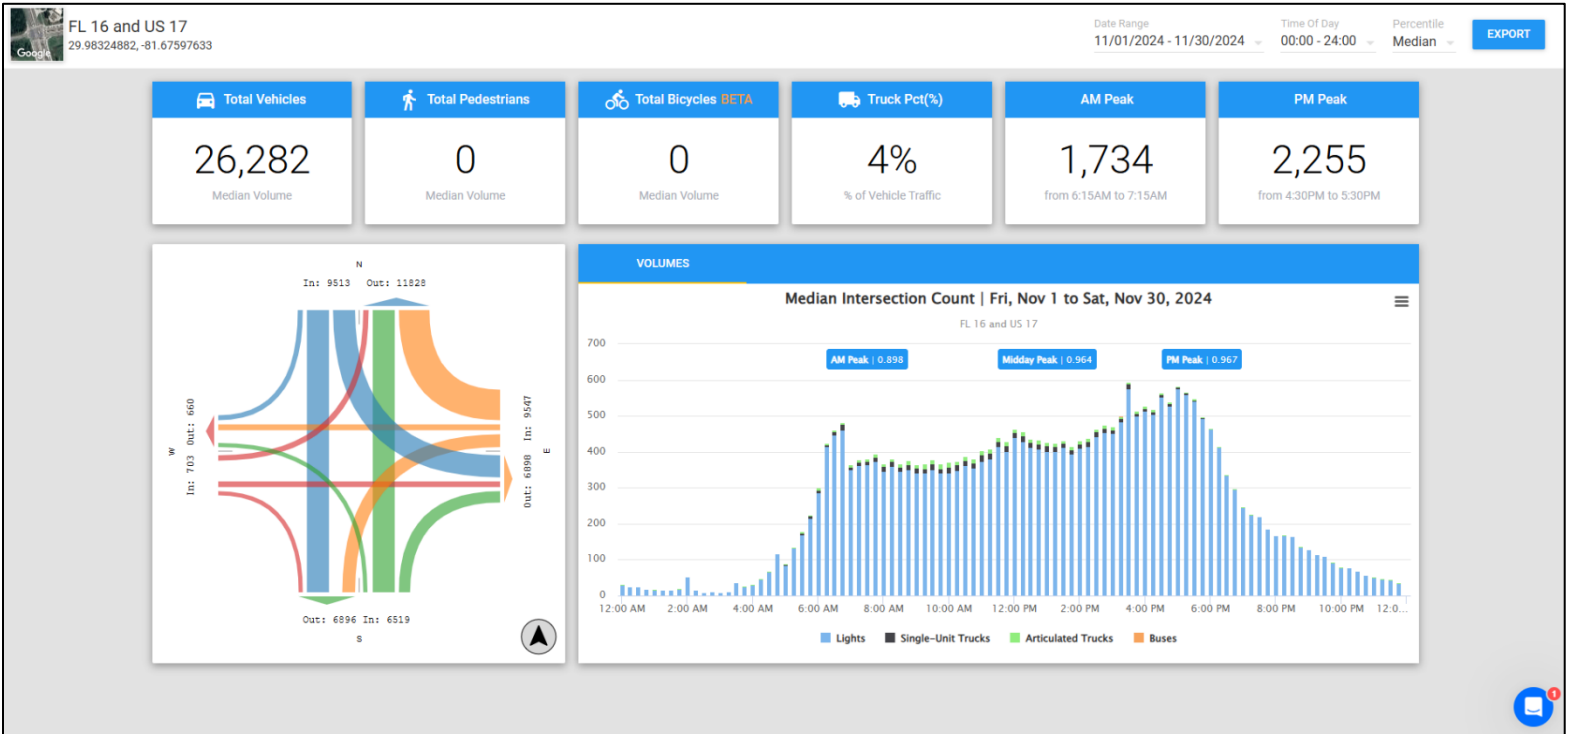 FL 16 and US 17
29.98324882, -81.67597633
Google
Date Range
11/01/2024 - 11/30/2024
Time Of Day
00:00 - 24:00
Percentile
Median
EXPORT
Total Vehicles
26,282
Median Volume
Total Pedestrians
0
Median Volume
Total Bicycles BETA
0
Median Volume
Truck Pct(%)
4%
% of Vehicle Traffic
AM Peak
1,734
from 6:15AM to 7:15AM
PM Peak
2,255
from 4:30PM to 5:30PM
N
In: 9513 Out: 11828
W
In: 703 Out: 660
Out: 6898 In: 9547
E
Out: 6896 In: 6519
S
VOLUMES
Median Intersection Count | Fri, Nov 1 to Sat, Nov 30, 2024
FL 16 and US 17
AM Peak | 0.898
Midday Peak | 0.964
PM Peak | 0.967
700
600
500
400
300
200
100
0
12:00 AM 2:00 AM 4:00 AM 6:00 AM 8:00 AM 10:00 AM 12:00 PM 2:00 PM 4:00 PM 6:00 PM 8:00 PM 10:00 PM 12:0...
Lights Single-Unit Trucks Articulated Trucks Buses
1